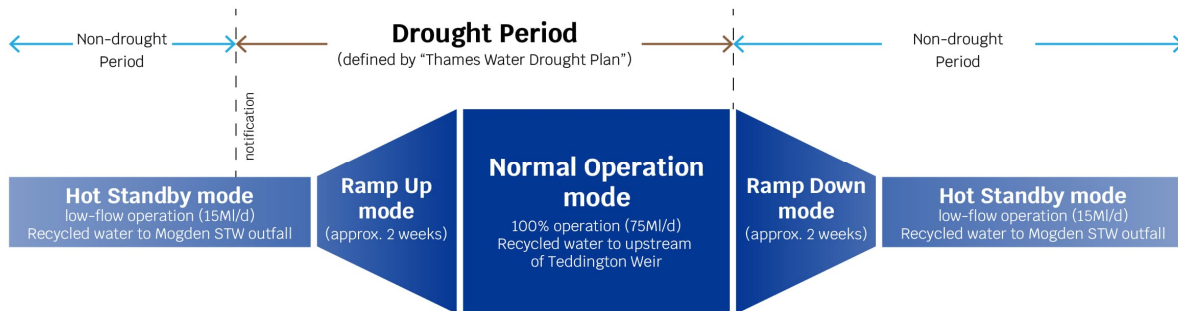 Non-drought
Period
Drought Period
(defined by “Thames Water Drought Plan”)
Non-drought
Period
notification
Hot Standby mode
low-flow operation (15Ml/d)
Recycled water to Mogden STW outfall
Ramp Up
mode
(approx. 2 weeks)
Normal Operation
mode
100% operation (75Ml/d)
Recycled water to upstream
of Teddington Weir
Ramp Down
mode
(approx. 2 weeks)
Hot Standby mode
low-flow operation (15Ml/d)
Recycled water to Mogden STW outfall